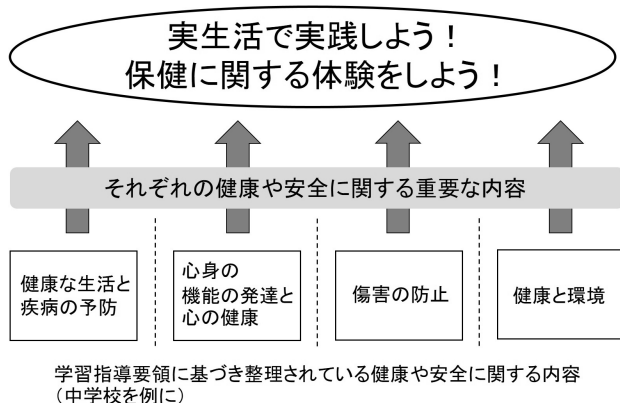 実生活で実践しよう！
保健に関する体験をしよう！
それぞれの健康や安全に関する重要な内容
健康な生活と
疾病の予防
心身の
機能の発達と
心の健康
傷害の防止
健康と環境
学習指導要領に基づき整理されている健康や安全に関する内容
（中学校を例に）